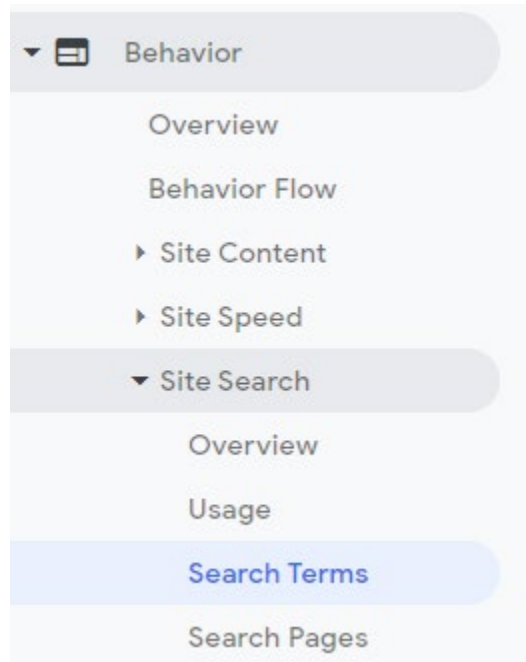 Behavior
Overview
Behavior Flow
Site Content
Site Speed
Site Search
Overview
Usage
Search Terms
Search Pages